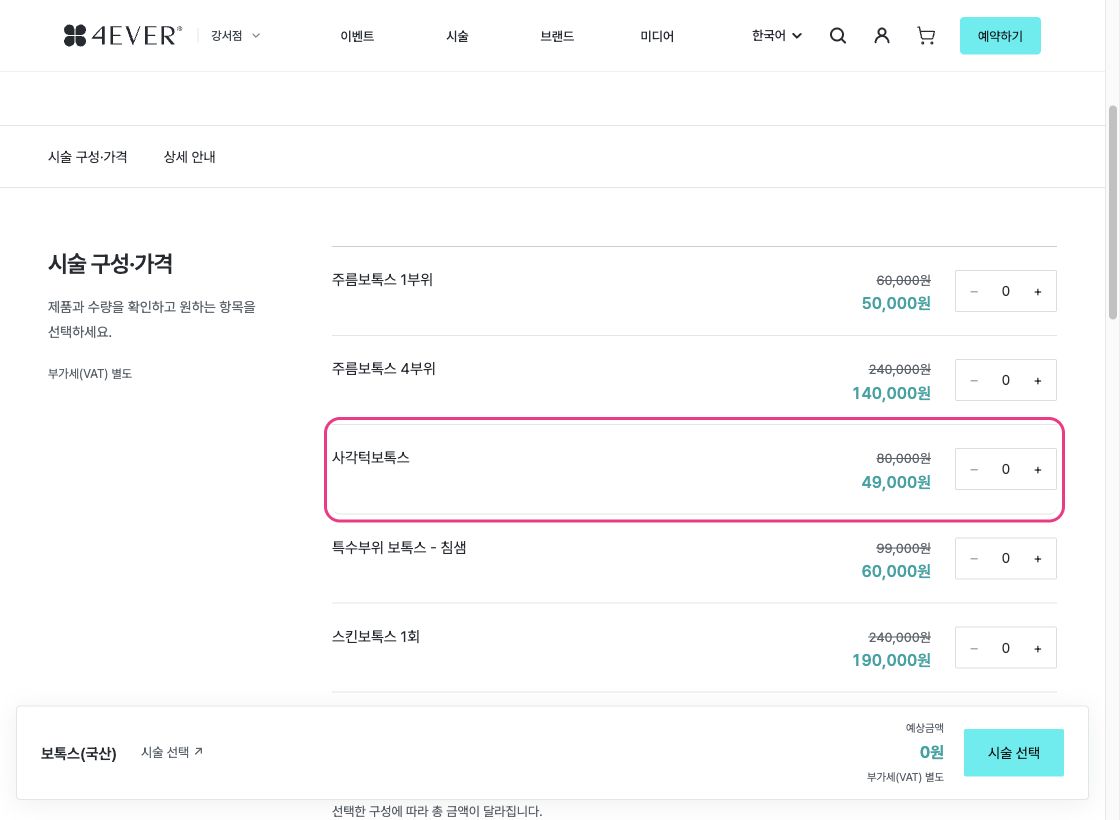 4EVER®
강서점
이벤트
시술
브랜드
미디어
한국어
예약하기
시술 구성·가격
상세 안내
시술 구성·가격
제품과 수량을 확인하고 원하는 항목을
선택하세요.
부가세(VAT) 별도
주름보톡스 1부위
60,000원
50,000원
− 0 +
주름보톡스 4부위
240,000원
140,000원
− 0 +
사각턱보톡스
80,000원
49,000원
− 0 +
특수부위 보톡스 - 침샘
99,000원
60,000원
− 0 +
스킨보톡스 1회
240,000원
190,000원
− 0 +
보톡스(국산)
시술 선택 ↗
예상금액
0원
부가세(VAT) 별도
시술 선택
선택한 구성에 따라 총 금액이 달라집니다.